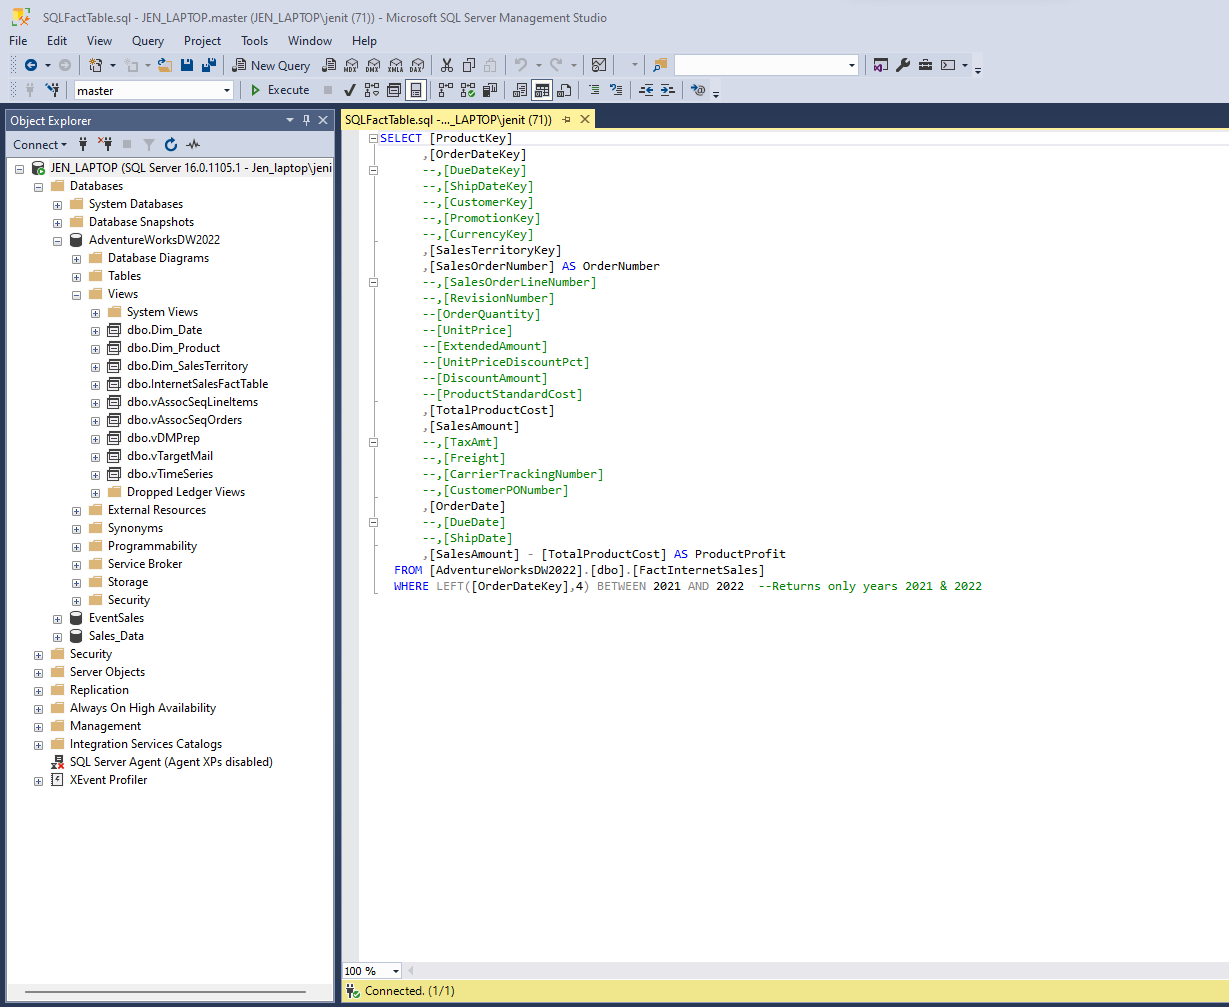 SQLFactTable.sql - JEN_LAPTOP.master (JEN_LAPTOP\jenit (71)) - Microsoft SQL Server Management Studio
File Edit View Query Project Tools Window Help
New Query MDX DMX XMLA DAX
master Execute
Object Explorer
Connect
JEN_LAPTOP (SQL Server 16.0.1105.1 - Jen_laptop\jeni
Databases
System Databases
Database Snapshots
AdventureWorksDW2022
Database Diagrams
Tables
Views
System Views
dbo.Dim_Date
dbo.Dim_Product
dbo.Dim_SalesTerritory
dbo.InternetSalesFactTable
dbo.vAssocSeqLineItems
dbo.vAssocSeqOrders
dbo.vDMPrep
dbo.vTargetMail
dbo.vTimeSeries
Dropped Ledger Views
External Resources
Synonyms
Programmability
Service Broker
Storage
Security
EventSales
Sales_Data
Security
Server Objects
Replication
Always On High Availability
Management
Integration Services Catalogs
SQL Server Agent (Agent XPs disabled)
XEvent Profiler
SQLFactTable.sql -..._LAPTOP\jenit (71))
SELECT [ProductKey]
,[OrderDateKey]
--,[DueDateKey]
--,[ShipDateKey]
--,[CustomerKey]
--,[PromotionKey]
--,[CurrencyKey]
,[SalesTerritoryKey]
,[SalesOrderNumber] AS OrderNumber
--,[SalesOrderLineNumber]
--,[RevisionNumber]
--[OrderQuantity]
--[UnitPrice]
--[ExtendedAmount]
--[UnitPriceDiscountPct]
--[DiscountAmount]
--[ProductStandardCost]
,[TotalProductCost]
,[SalesAmount]
--,[TaxAmt]
--,[Freight]
--,[CarrierTrackingNumber]
--,[CustomerPONumber]
,[OrderDate]
--,[DueDate]
--,[ShipDate]
,[SalesAmount] - [TotalProductCost] AS ProductProfit
FROM [AdventureWorksDW2022].[dbo].[FactInternetSales]
WHERE LEFT([OrderDateKey],4) BETWEEN 2021 AND 2022 --Returns only years 2021 & 2022
100 %
Connected. (1/1)